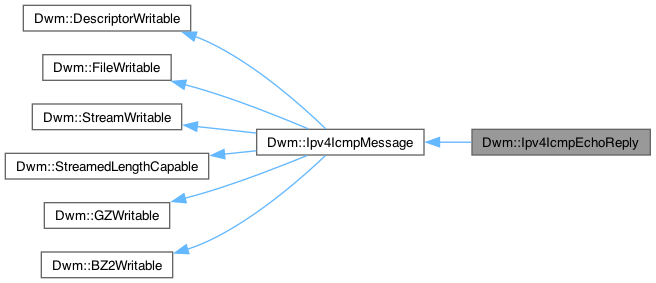 Dwm::DescriptorWritable
Dwm::FileWritable
Dwm::StreamWritable
Dwm::Ipv4IcmpMessage
Dwm::Ipv4IcmpEchoReply
Dwm::StreamedLengthCapable
Dwm::GZWritable
Dwm::BZ2Writable